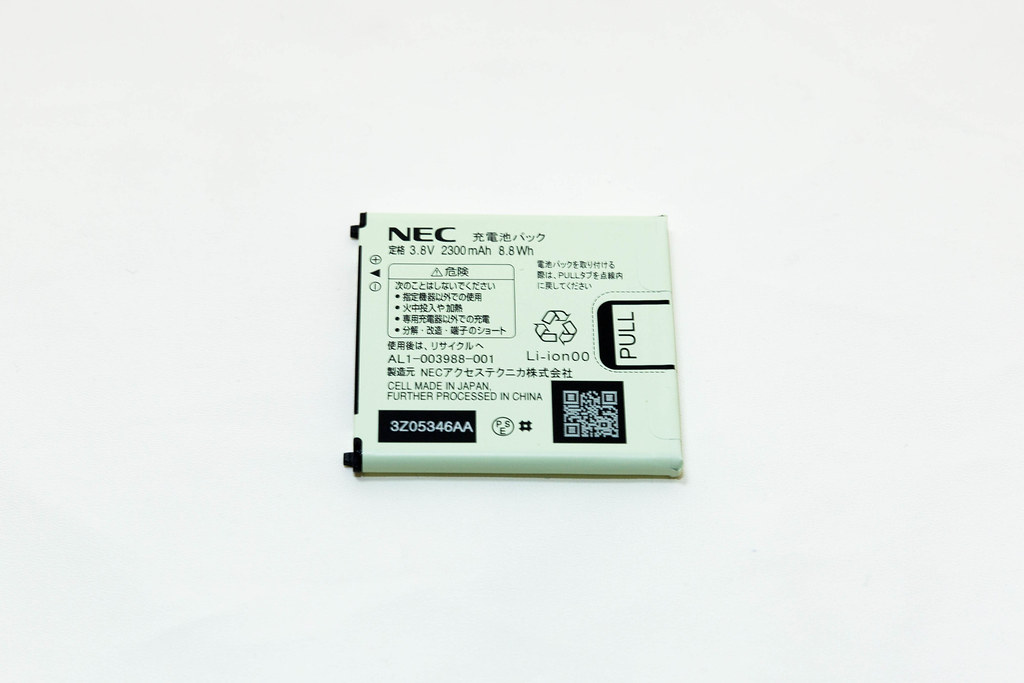 NEC 充電池パック
定格 3.8V 2300mAh 8.8Wh
⚠危険
次のことはしないでください
• 指定機器以外での使用
• 火中投入や加熱
• 専用充電器以外での充電
• 分解・改造・端子のショート
使用後は、リサイクルへ
AL1-003988-001
製造元 NECアクセステクニカ株式会社
CELL MADE IN JAPAN,
FURTHER PROCESSED IN CHINA
3Z05346AA
PSE
電池パックを取り付ける
際は、PULLタブを点線内
に戻してください
Li-ion00
PULL